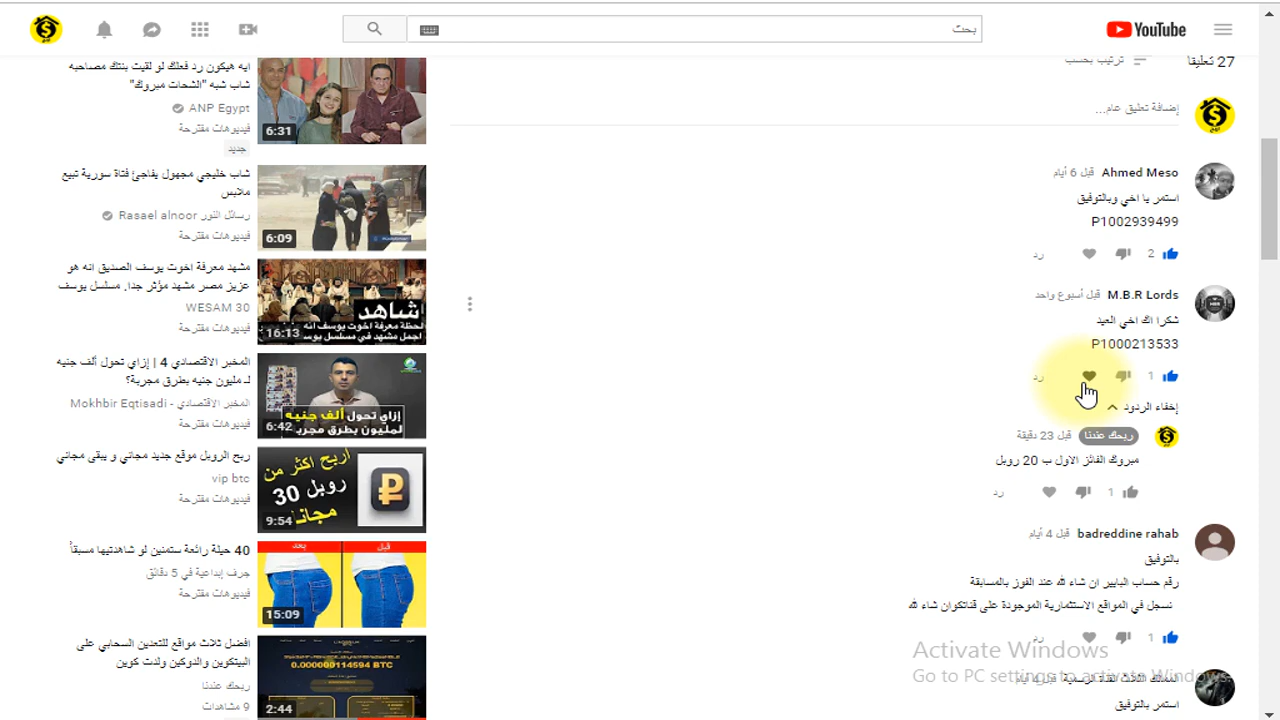 YouTube
بحث
27 تعليقًا
ترتيب بحسب
إضافة تعليق عام...
Ahmed Meso قبل 6 أيام
استمر يا اخي وبالتوفيق
P1002939499
2
رد
M.B.R Lords قبل أسبوع واحد
شكرا اك اخي العيد
P1000213533
1
رد
إخفاء الردود
ربحك عندنا قبل 23 دقيقة
مبروك الفائز الاول ب 20 روبل
1
رد
badreddine rahab قبل 4 أيام
بالتوفيق
رقم حساب البايير ان شاء لله عند الفوز بالمسابقة
نسجل في المواقع الاستثمارية الموجودة على قناتكوان شاء لله
1
رد
استمر بالتوفيق
Activate Windows
Go to PC settings to activate Windows.
ايه هيكون رد فعلك لو لقيت بنتك مصاحبه
شاب شبه "الشحات مبروك"
ANP Egypt
فيديوهات مقترحة
جديد
6:31
شاب خليجي مجهول يفاجئ فتاة سورية تبيع
ملابس
رسائل النور Rasael alnoor
فيديوهات مقترحة
6:09
مشهد معرفة اخوت يوسف الصديق انه هو
عزيز مصر مشهد مؤثر جدا. مسلسل يوسف
WESAM 30
فيديوهات مقترحة
شاهد
لحظة معرفة اخوت يوسف انه
اجمل مشهد في مسلسل يوسف
16:13
المخبر الاقتصادي 4 | إزاي تحول ألف جنيه
لـ مليون جنيه بطرق مجربة؟
المخبر الاقتصادي - Mokhbir Eqtisadi
فيديوهات مقترحة
إزاي تحول ألف جنيه
لمليون جنيه بطرق مجربة
6:42
ربح الروبل موقع جديد مجاني و يبقى مجاني
vip btc
فيديوهات مقترحة
اربح اكثر من
30 روبل
مجانا
9:54
40 حيلة رائعة ستمنين لو شاهدتيها مسبقاً
جرف إبداعية في 5 دقائق
فيديوهات مقترحة
بعد
قبل
15:09
افضل ثلاث مواقع للتعدين السحابي على
البيتكوين والدوكين ولدت كوين
ربحك عندنا
9 مشاهدات
0.000000114594 BTC
2:44